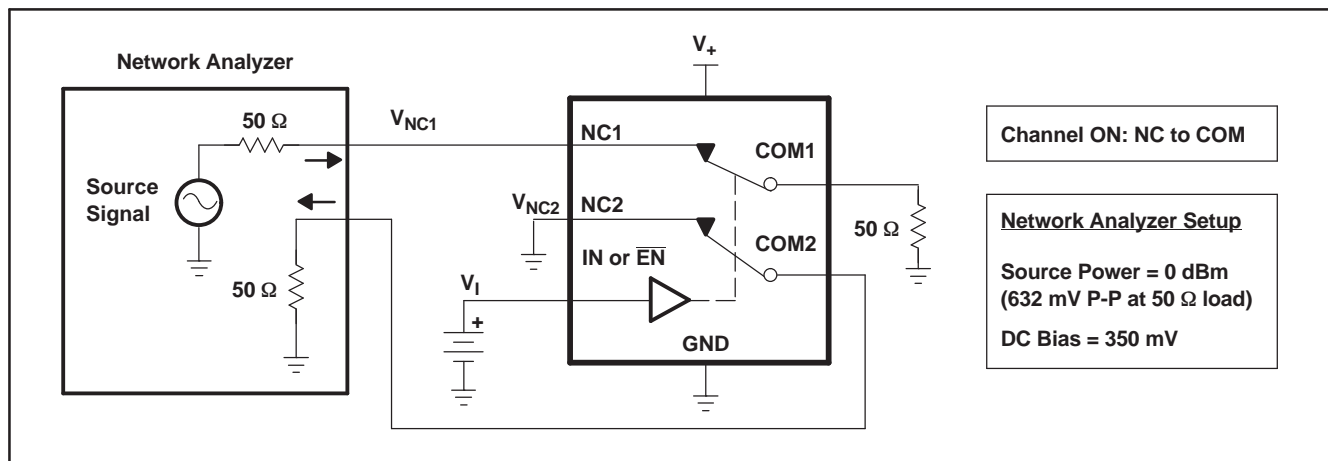 Network Analyzer
50 Ω
Source
Signal
50 Ω
V_NC1
V_NC2
V_I
+
V_+
NC1
COM1
NC2
COM2
IN or E̅N̅
GND
50 Ω
Channel ON: NC to COM
Network Analyzer Setup
Source Power = 0 dBm
(632 mV P-P at 50 Ω load)
DC Bias = 350 mV